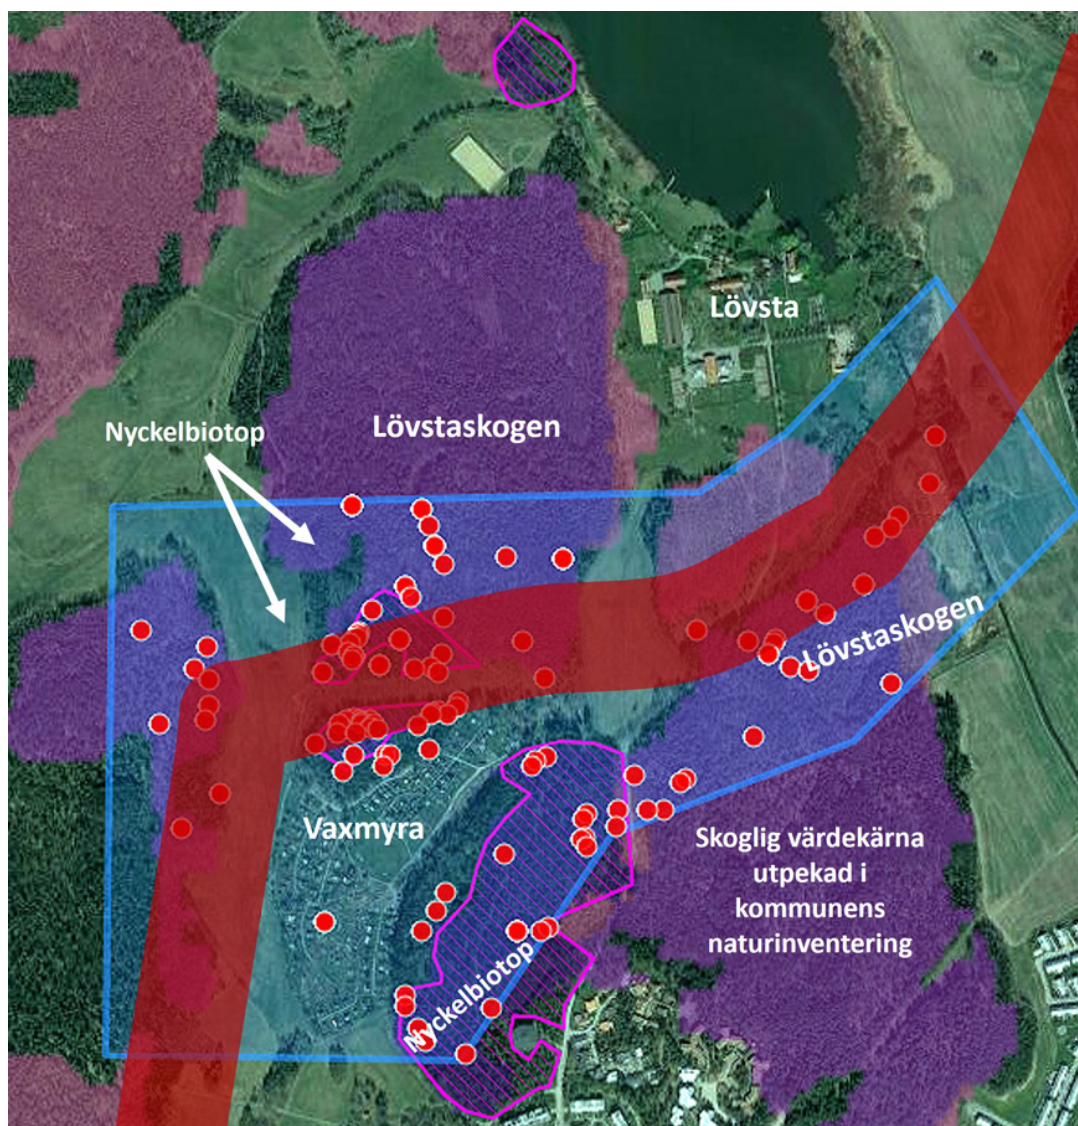 Lövsta
Nyckelbiotop
Lövstaskogen
Lövstaskogen
Vaxmyra
Skoglig värdekärna
utpekad i
kommunens
naturinventering
Nyckelbiotop